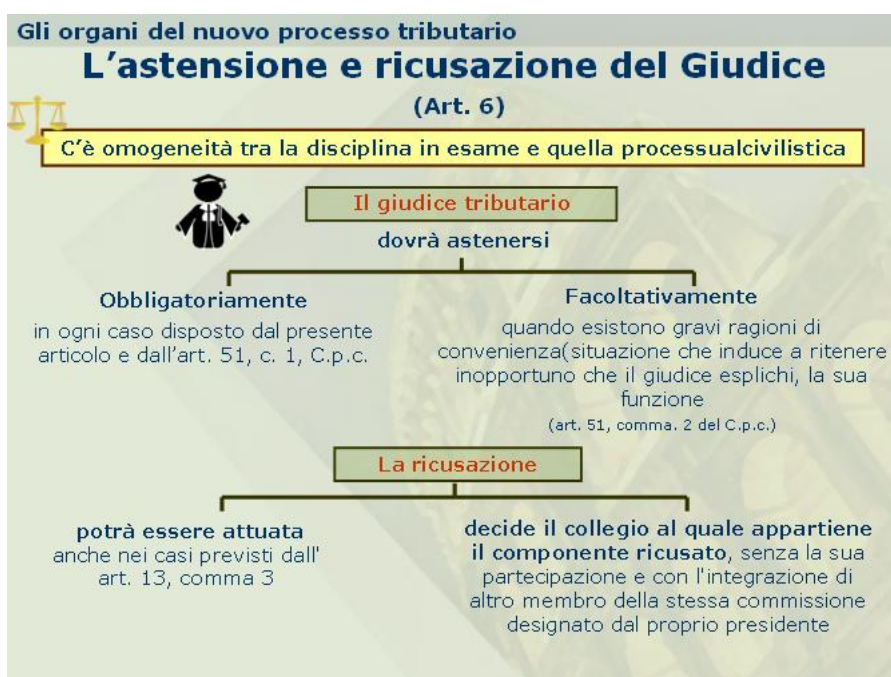 Gli organi del nuovo processo tributario
L'astensione e ricusazione del Giudice
(Art. 6)
C'è omogeneità tra la disciplina in esame e quella processualcivilistica
Il giudice tributario
dovrà astenersi
Obbligatoriamente
in ogni caso disposto dal presente
articolo e dall'art. 51, c. 1, C.p.c.
Facoltativamente
quando esistono gravi ragioni di
convenienza(situazione che induce a ritenere
inopportuno che il giudice esplichi, la sua
funzione
(art. 51, comma. 2 del C.p.c.)
La ricusazione
potrà essere attuata
anche nei casi previsti dall'
art. 13, comma 3
decide il collegio al quale appartiene
il componente ricusato, senza la sua
partecipazione e con l'integrazione di
altro membro della stessa commissione
designato dal proprio presidente